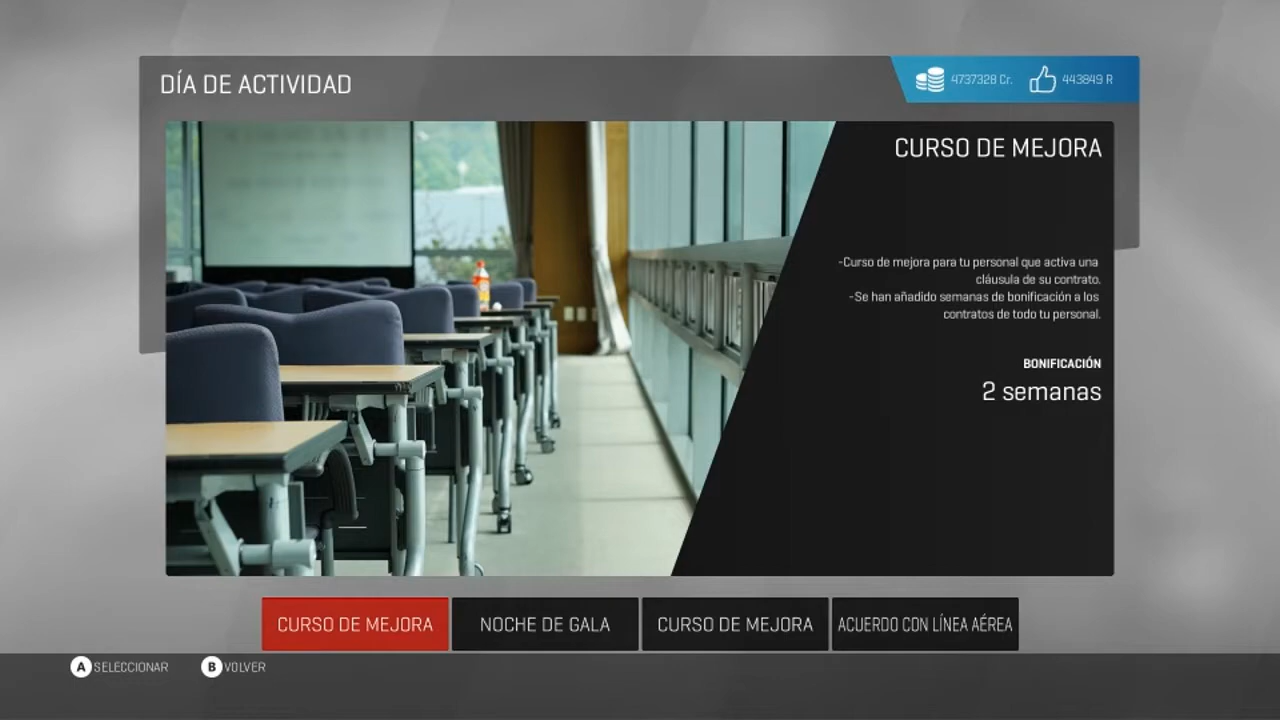 DÍA DE ACTIVIDAD
4737328 Cr.
443849 R
CURSO DE MEJORA
-Curso de mejora para tu personal que activa una
cláusula de su contrato.
-Se han añadido semanas de bonificación a los
contratos de todo tu personal.
BONIFICACIÓN
2 semanas
CURSO DE MEJORA
NOCHE DE GALA
CURSO DE MEJORA
ACUERDO CON LÍNEA AÉREA
A SELECCIONAR
B VOLVER